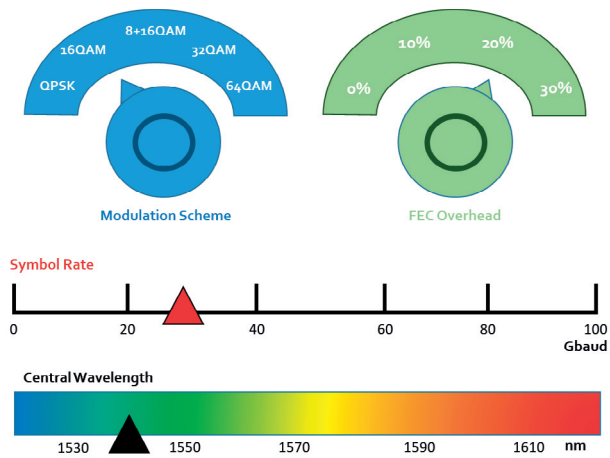 8+16QAM
16QAM
32QAM
QPSK
64QAM
Modulation Scheme
10%
20%
0%
30%
FEC Overhead
Symbol Rate
0 20 40 60 80 100
Gbaud
Central Wavelength
1530 1550 1570 1590 1610 nm